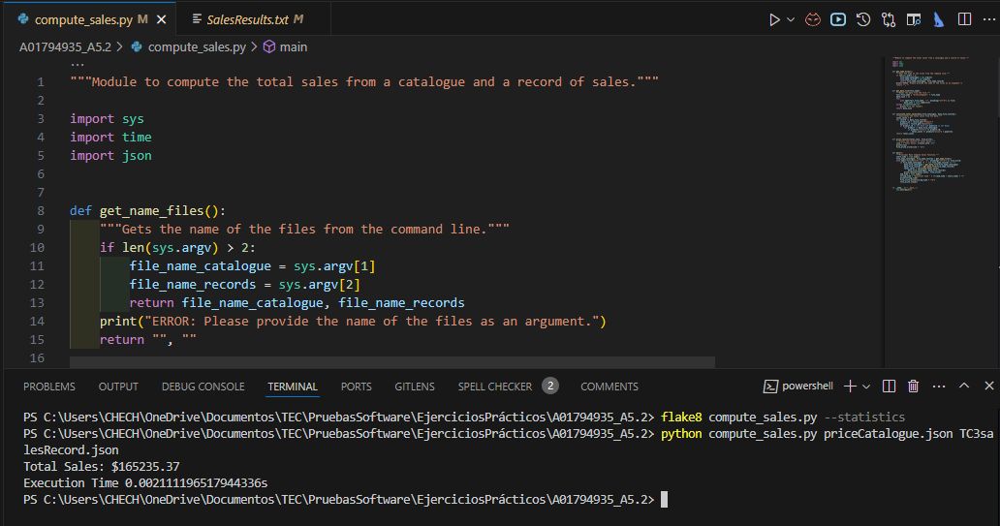 compute_sales.py M
SalesResults.txt M
A01794935_A5.2 > compute_sales.py > main
...
1 """Module to compute the total sales from a catalogue and a record of sales."""
2
3 import sys
4 import time
5 import json
6
7
8 def get_name_files():
9 """Gets the name of the files from the command line."""
10 if len(sys.argv) > 2:
11 file_name_catalogue = sys.argv[1]
12 file_name_records = sys.argv[2]
13 return file_name_catalogue, file_name_records
14 print("ERROR: Please provide the name of the files as an argument.")
15 return "", ""
16
PROBLEMS OUTPUT DEBUG CONSOLE TERMINAL PORTS GITLENS SPELL CHECKER 2 COMMENTS powershell
PS C:\Users\CHECH\OneDrive\Documentos\TEC\PruebasSoftware\EjerciciosPrácticos\A01794935_A5.2> flake8 compute_sales.py --statistics
PS C:\Users\CHECH\OneDrive\Documentos\TEC\PruebasSoftware\EjerciciosPrácticos\A01794935_A5.2> python compute_sales.py priceCatalogue.json TC3sa
lesRecord.json
Total Sales: $165235.37
Execution Time 0.002111196517944336s
PS C:\Users\CHECH\OneDrive\Documentos\TEC\PruebasSoftware\EjerciciosPrácticos\A01794935_A5.2>